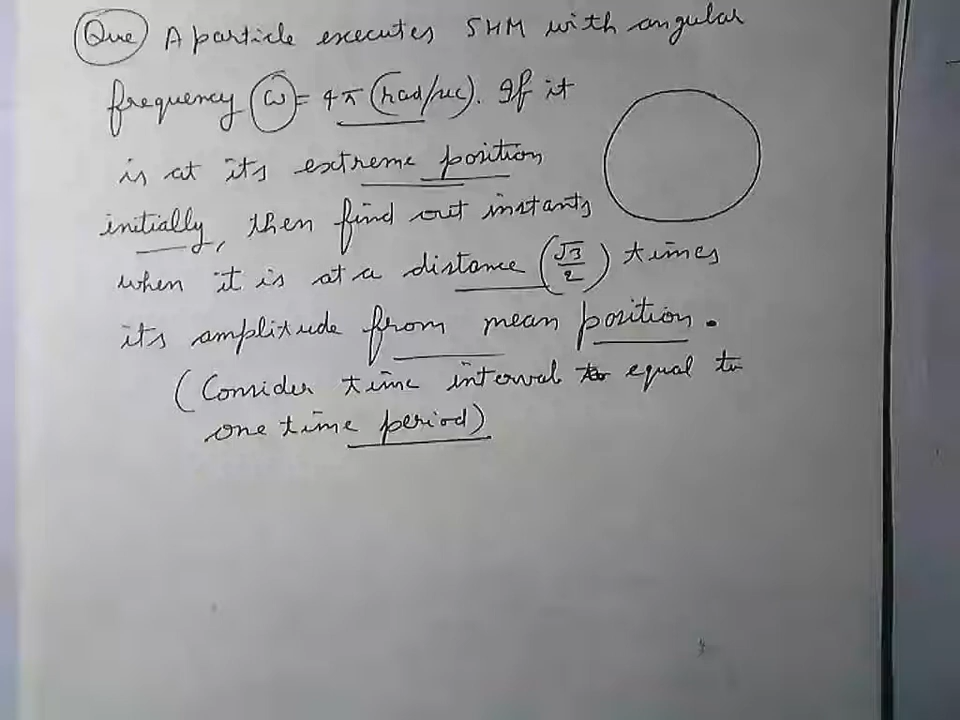 Que A particle executes SHM with angular
frequency ω = 4π (rad/sec). If it
is at its extreme position
initially, then find out instants
when it is at a distance (√3/2) times
its amplitude from mean position.
(Consider time interval equal to
one time period)